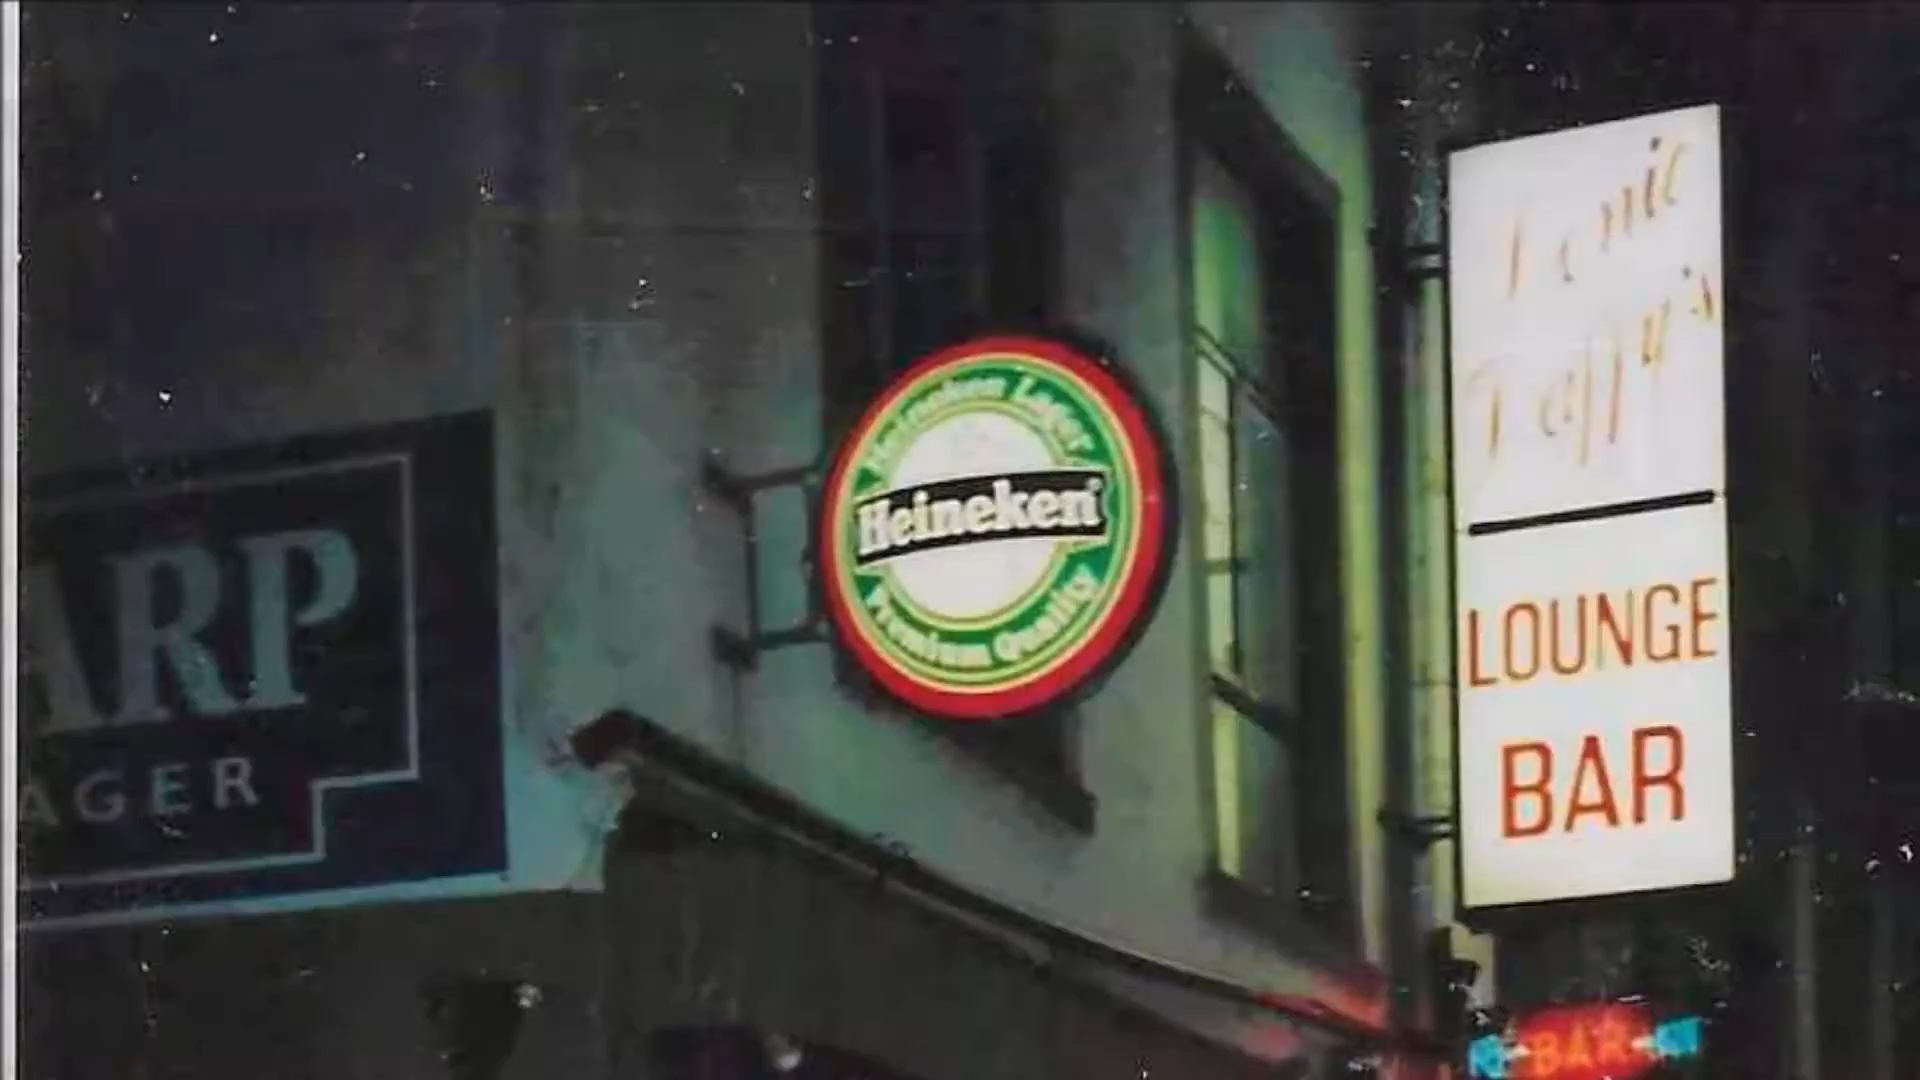 ARP
AGER
Heineken Lager
Heineken
Premium Quality
LOUNGE
BAR
BAR